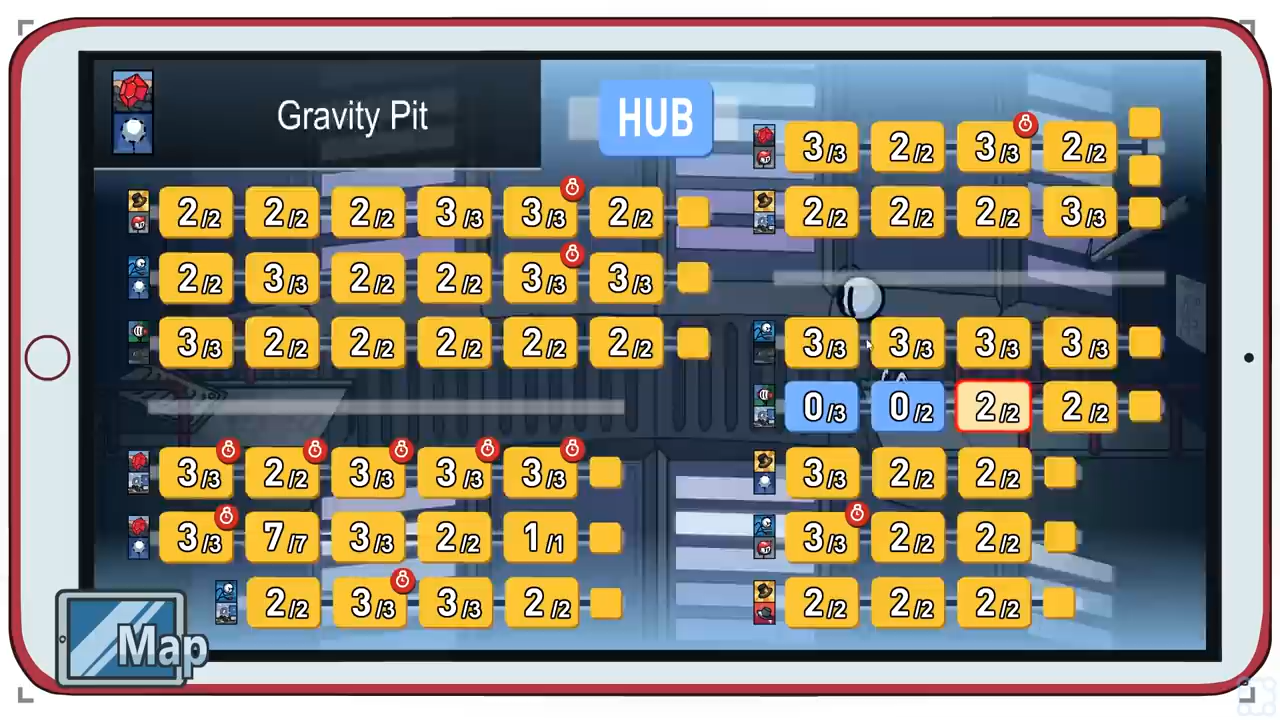 Gravity Pit
HUB
3/3 2/2 3/3 2/2
2/2 2/2 2/2 3/3 3/3 2/2
2/2 2/2 2/2 3/3
2/2 3/3 2/2 2/2 3/3 3/3
3/3 2/2 2/2 2/2 2/2 2/2
3/3 3/3 3/3 3/3
0/3 0/2 2/2 2/2
3/3 2/2 3/3 3/3 3/3
3/3 2/2 2/2
3/3 7/7 3/3 2/2 1/1
3/3 2/2 2/2
2/2 3/3 3/3 2/2
2/2 2/2 2/2
Map